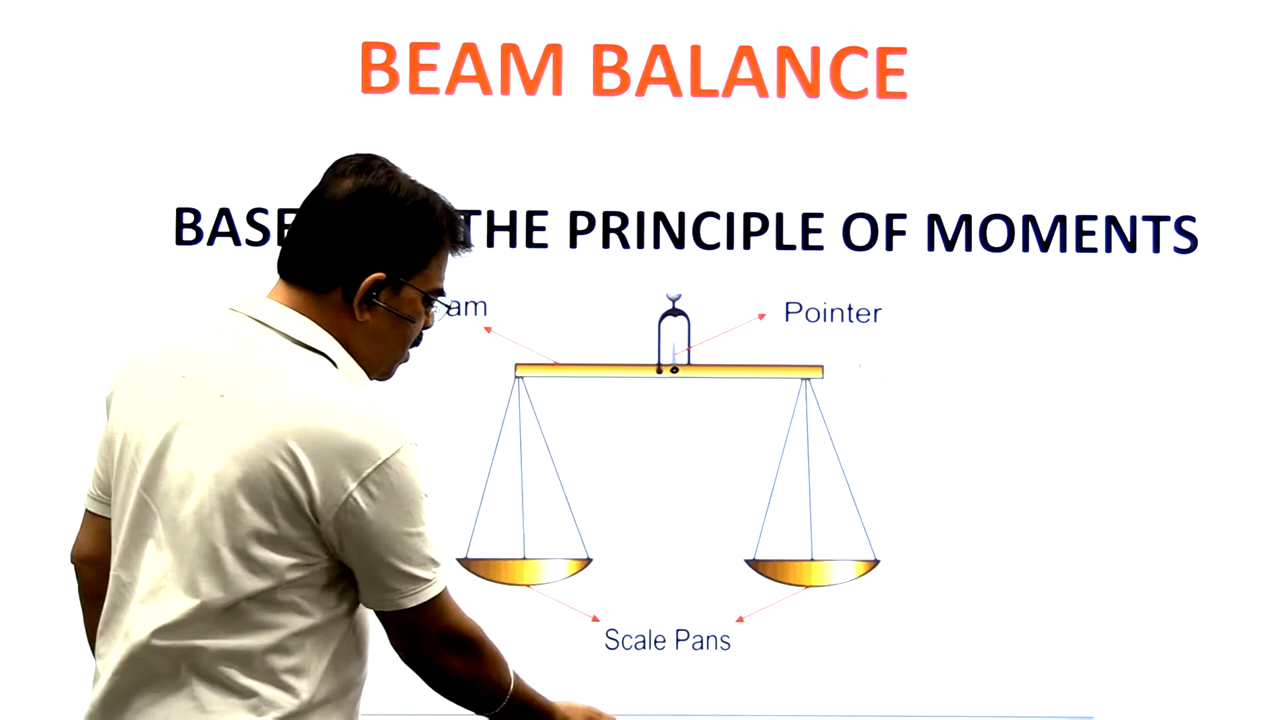 BEAM BALANCE
BASE THE PRINCIPLE OF MOMENTS
am Pointer
Scale Pans